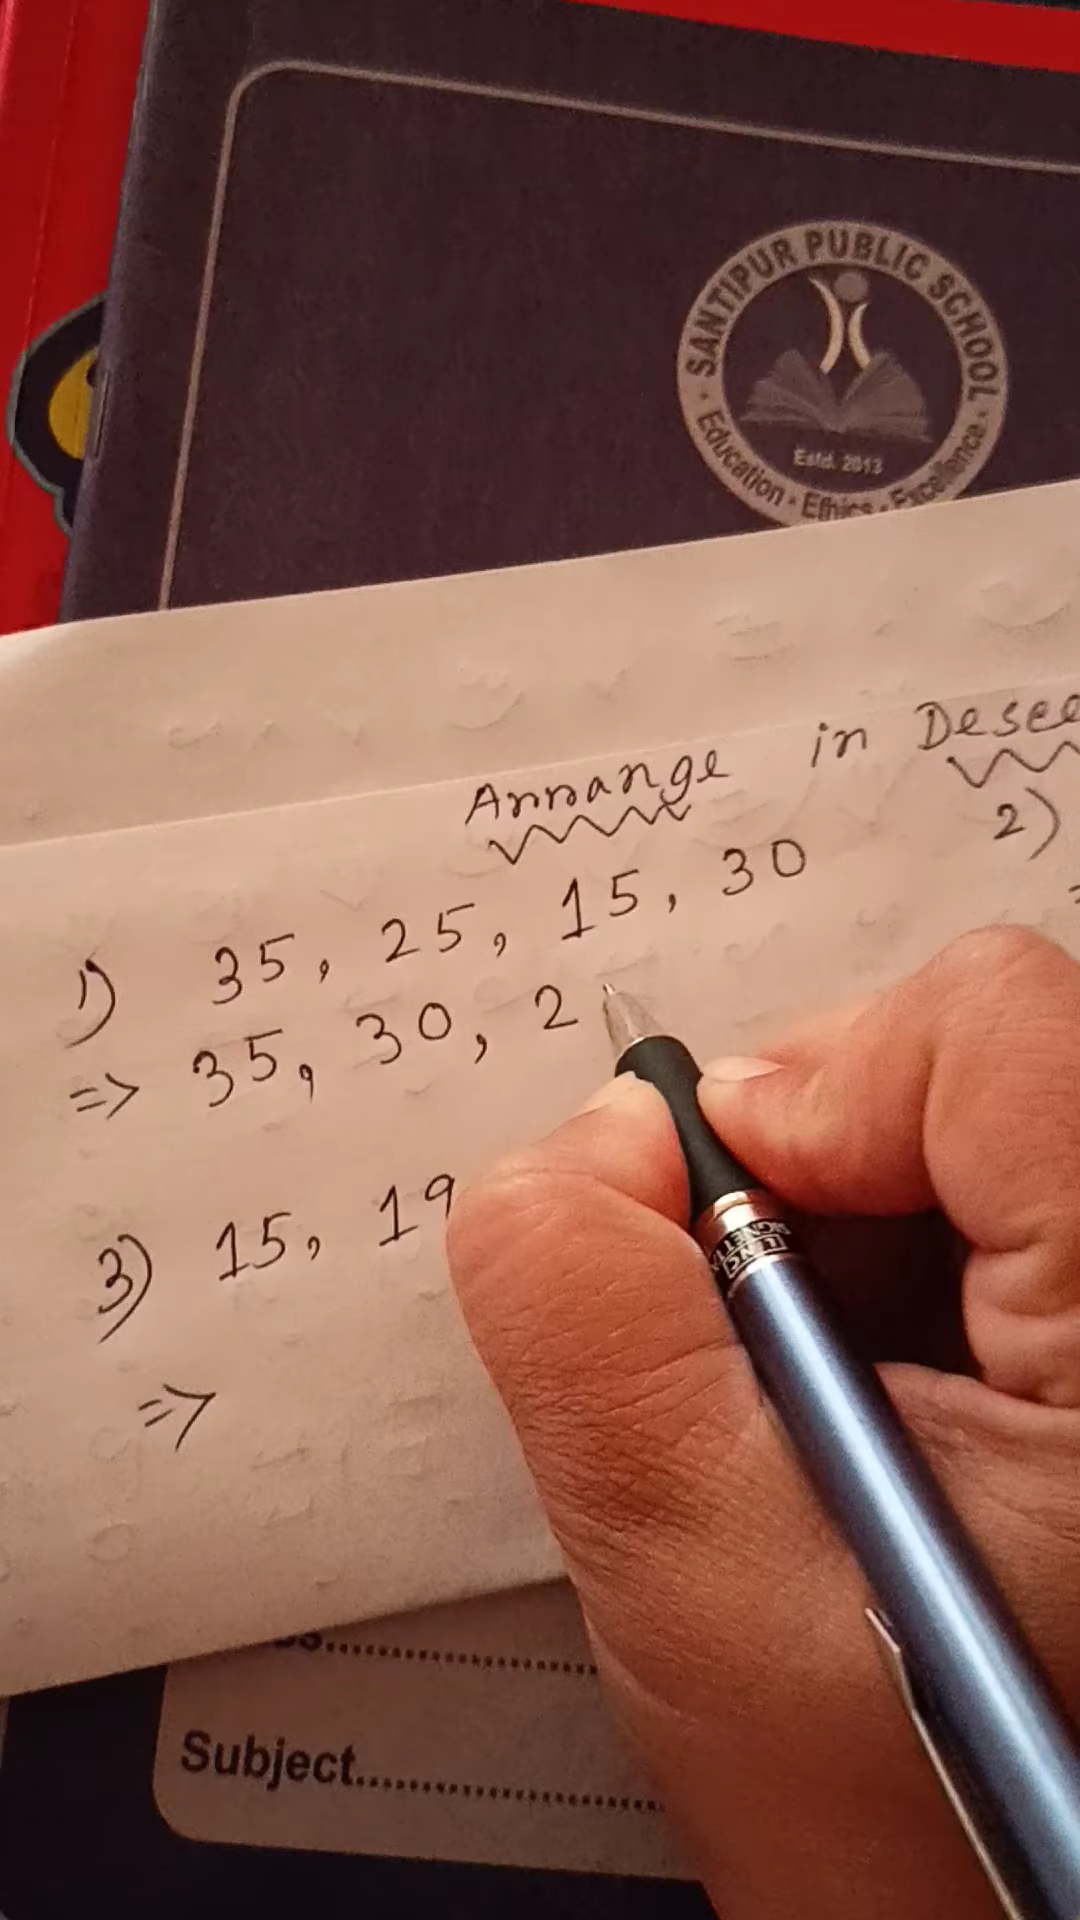 SANTIPUR PUBLIC SCHOOL
Estd. 2013
Education • Ethics • Excellence
Arrange in Desce
1) 35, 25, 15, 30
2)
=> 35, 30, 2
3) 15, 19
=>
Subject